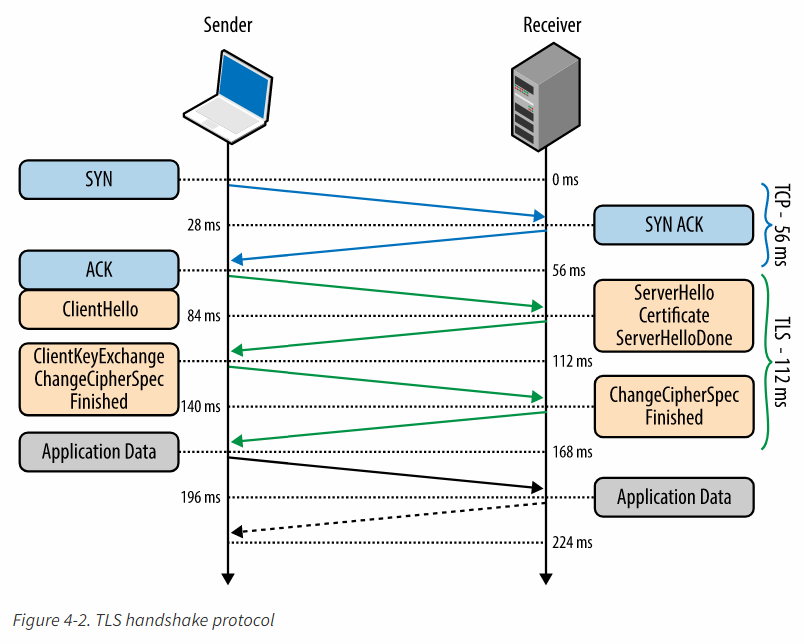 Sender
Receiver
SYN
0 ms
28 ms
SYN ACK
TCP - 56 ms
ACK
56 ms
ClientHello
84 ms
ServerHello
Certificate
ServerHelloDone
TLS - 112 ms
ClientKeyExchange
ChangeCipherSpec
Finished
112 ms
140 ms
ChangeCipherSpec
Finished
Application Data
168 ms
196 ms
Application Data
224 ms
Figure 4-2. TLS handshake protocol